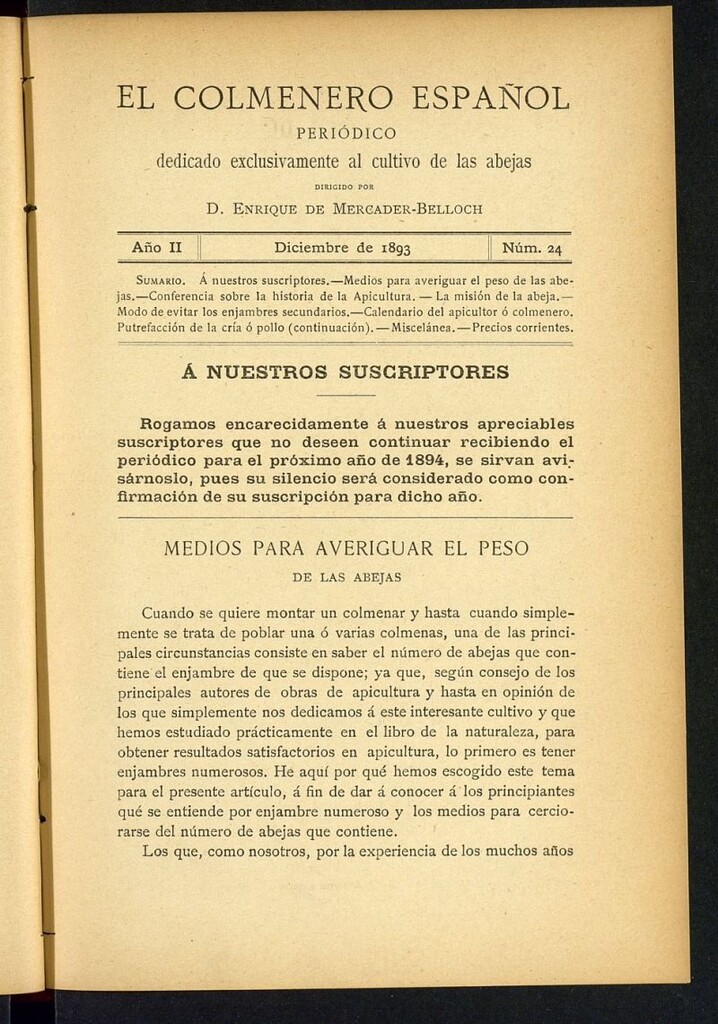 EL COLMENERO ESPAÑOL
PERIÓDICO
dedicado exclusivamente al cultivo de las abejas
DIRIGIDO POR
D. ENRIQUE DE MERCADER-BELLOCH
Año II
Diciembre de 1893
Núm. 24
SUMARIO. Á nuestros suscriptores.—Medios para averiguar el peso de las abe-
jas.—Conferencia sobre la historia de la Apicultura. — La misión de la abeja.—
Modo de evitar los enjambres secundarios.—Calendario del apicultor ó colmenero.
Putrefacción de la cría ó pollo (continuación). — Miscelánea. — Precios corrientes.
Á NUESTROS SUSCRIPTORES
Rogamos encarecidamente á nuestros apreciables
suscriptores que no deseen continuar recibiendo el
periódico para el próximo año de 1894, se sirvan avi-
sárnoslo, pues su silencio será considerado como con-
firmación de su suscripción para dicho año.
MEDIOS PARA AVERIGUAR EL PESO
DE LAS ABEJAS
Cuando se quiere montar un colmenar y hasta cuando simple-
mente se trata de poblar una ó varias colmenas, una de las princi-
pales circunstancias consiste en saber el número de abejas que con-
tiene el enjambre de que se dispone; ya que, según consejo de los
principales autores de obras de apicultura y hasta en opinión de
los que simplemente nos dedicamos á este interesante cultivo y que
hemos estudiado prácticamente en el libro de la naturaleza, para
obtener resultados satisfactorios en apicultura, lo primero es tener
enjambres numerosos. He aquí por qué hemos escogido este tema
para el presente artículo, á fin de dar á conocer á los principiantes
qué se entiende por enjambre numeroso y los medios para cercio-
rarse del número de abejas que contiene.
Los que, como nosotros, por la experiencia de los muchos años